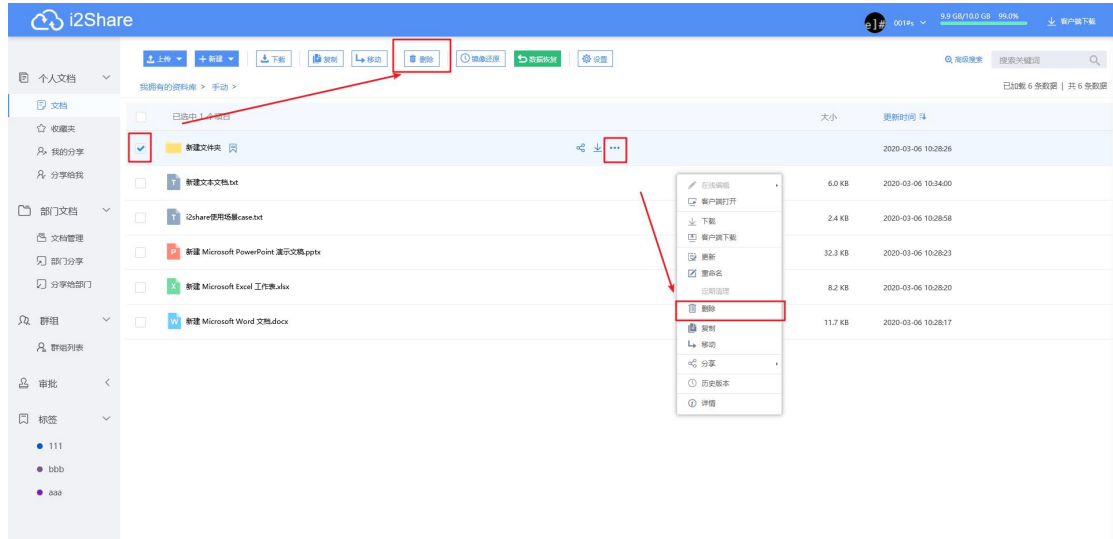 i2Share
001#s
9.9 GB/10.0 GB 99.0%
客户端下载
上传
新建
下载
复制
移动
删除
镜像还原
数据恢复
设置
高级搜索
搜索关键词
我拥有的资料库 > 手动 >
已加载 6 条数据 | 共 6 条数据
个人文档
文档
收藏夹
我的分享
分享给我
部门文档
文档管理
部门分享
分享给部门
群组
群组列表
审批
标签
111
bbb
aaa
已选中 1 个项目
大小
更新时间
新建文件夹
2020-03-06 10:28:26
新建文本文档.txt
6.0 KB
2020-03-06 10:34:00
i2share使用场景case.txt
2.4 KB
2020-03-06 10:28:58
新建 Microsoft PowerPoint 演示文稿.pptx
32.3 KB
2020-03-06 10:28:23
新建 Microsoft Excel 工作表.xlsx
8.2 KB
2020-03-06 10:28:20
新建 Microsoft Word 文档.docx
11.7 KB
2020-03-06 10:28:17
在线编辑
客户端打开
下载
客户端下载
更新
重命名
定期清理
删除
复制
移动
分享
历史版本
详情